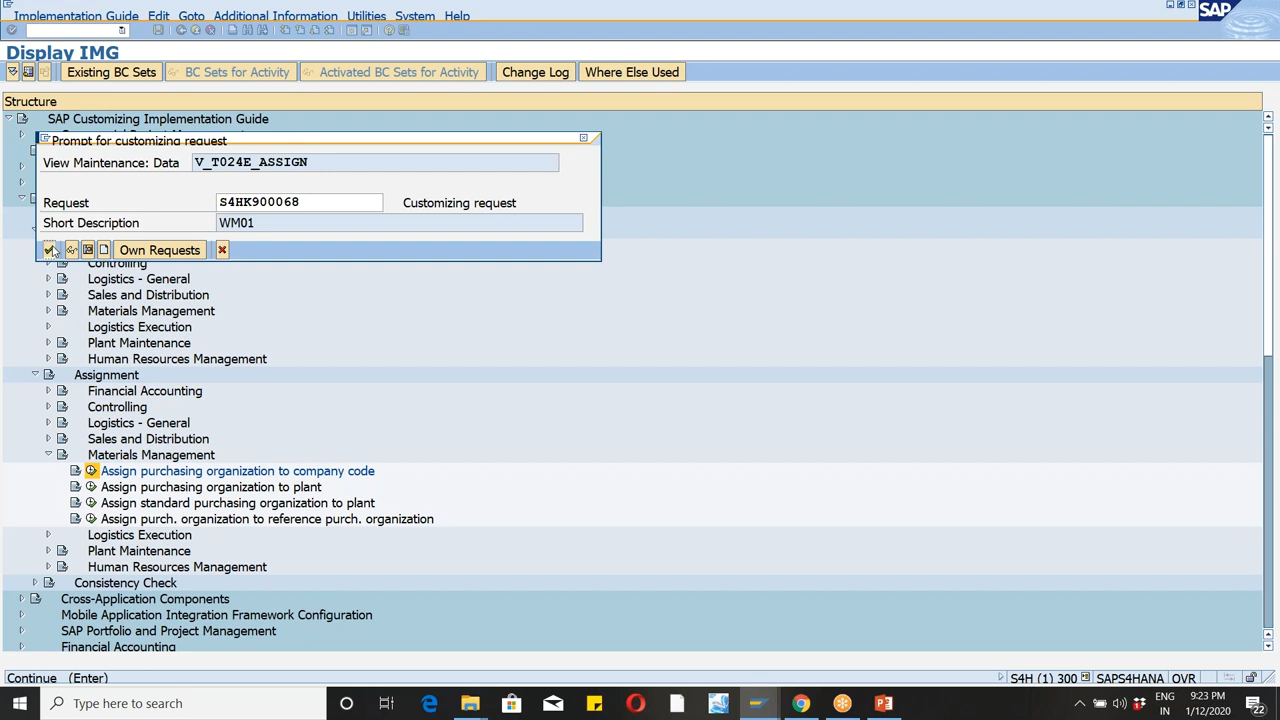 Implementation Guide Edit Goto Additional Information Utilities System Help
SAP
Display IMG
Existing BC Sets BC Sets for Activity Activated BC Sets for Activity Change Log Where Else Used
Structure
SAP Customizing Implementation Guide
Prompt for customizing request
View Maintenance: Data V_T024E_ASSIGN
Request S4HK900068 Customizing request
Short Description WM01
Own Requests
Controlling
Logistics - General
Sales and Distribution
Materials Management
Logistics Execution
Plant Maintenance
Human Resources Management
Assignment
Financial Accounting
Controlling
Logistics - General
Sales and Distribution
Materials Management
Assign purchasing organization to company code
Assign purchasing organization to plant
Assign standard purchasing organization to plant
Assign purch. organization to reference purch. organization
Logistics Execution
Plant Maintenance
Human Resources Management
Consistency Check
Cross-Application Components
Mobile Application Integration Framework Configuration
SAP Portfolio and Project Management
Financial Accounting
Continue (Enter) S4H (1) 300 SAPS4HANA OVR
Type here to search
ENG 9:23 PM
IN 1/12/2020 22